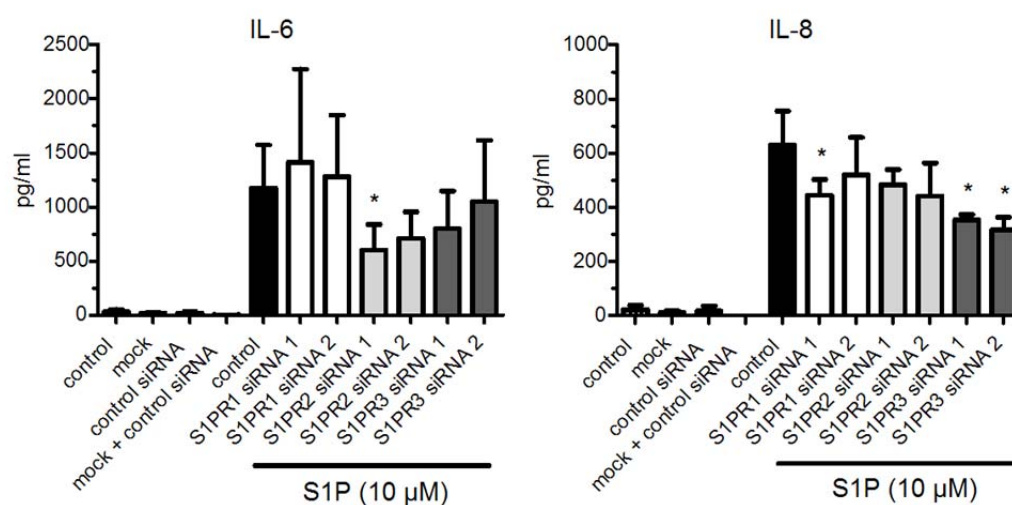 IL-6
2500
2000
1500
1000
500
0
pg/ml
*
control
mock
control siRNA
mock + control siRNA
control
S1PR1 siRNA 1
S1PR1 siRNA 2
S1PR2 siRNA 1
S1PR2 siRNA 2
S1PR3 siRNA 1
S1PR3 siRNA 2
S1P (10 µM)
IL-8
1000
800
600
400
200
0
pg/ml
*
*
*
control
mock
control siRNA
mock + control siRNA
control
S1PR1 siRNA 1
S1PR1 siRNA 2
S1PR2 siRNA 1
S1PR2 siRNA 2
S1PR3 siRNA 1
S1PR3 siRNA 2
S1P (10 µM)